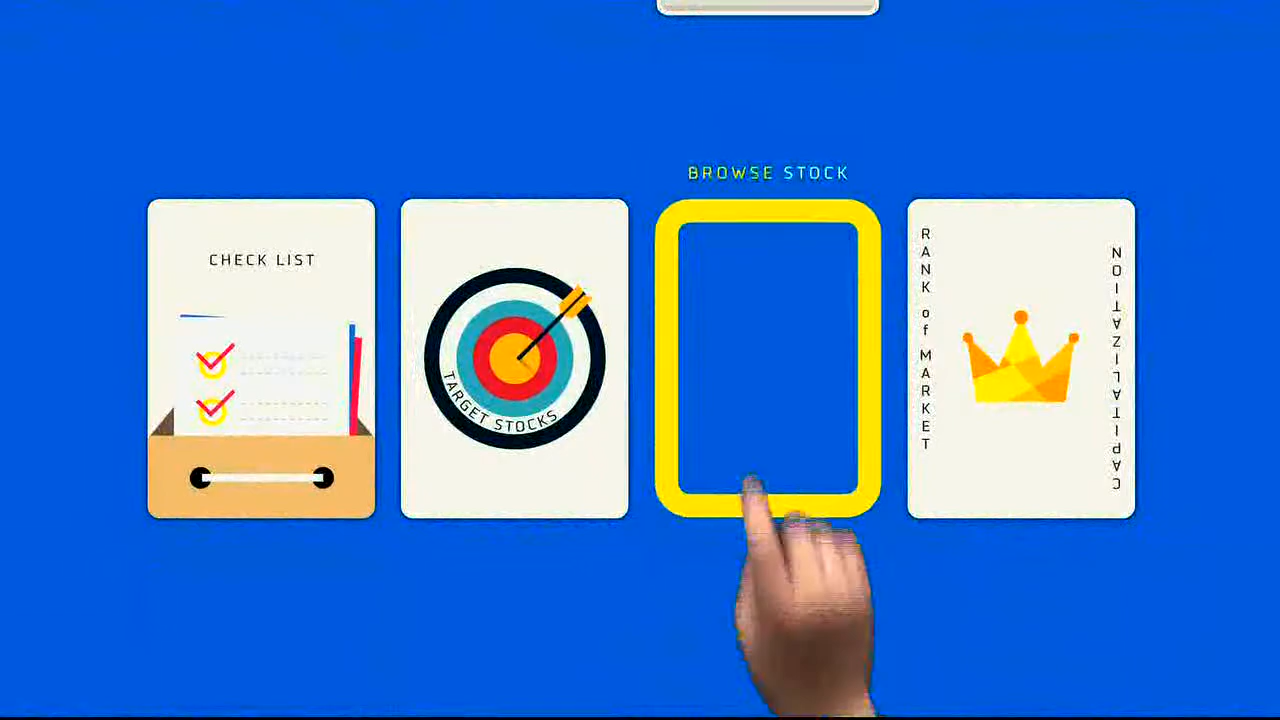 BROWSE STOCK
CHECK LIST
TARGET STOCKS
RANK of MARKET
CAPITALIZATION